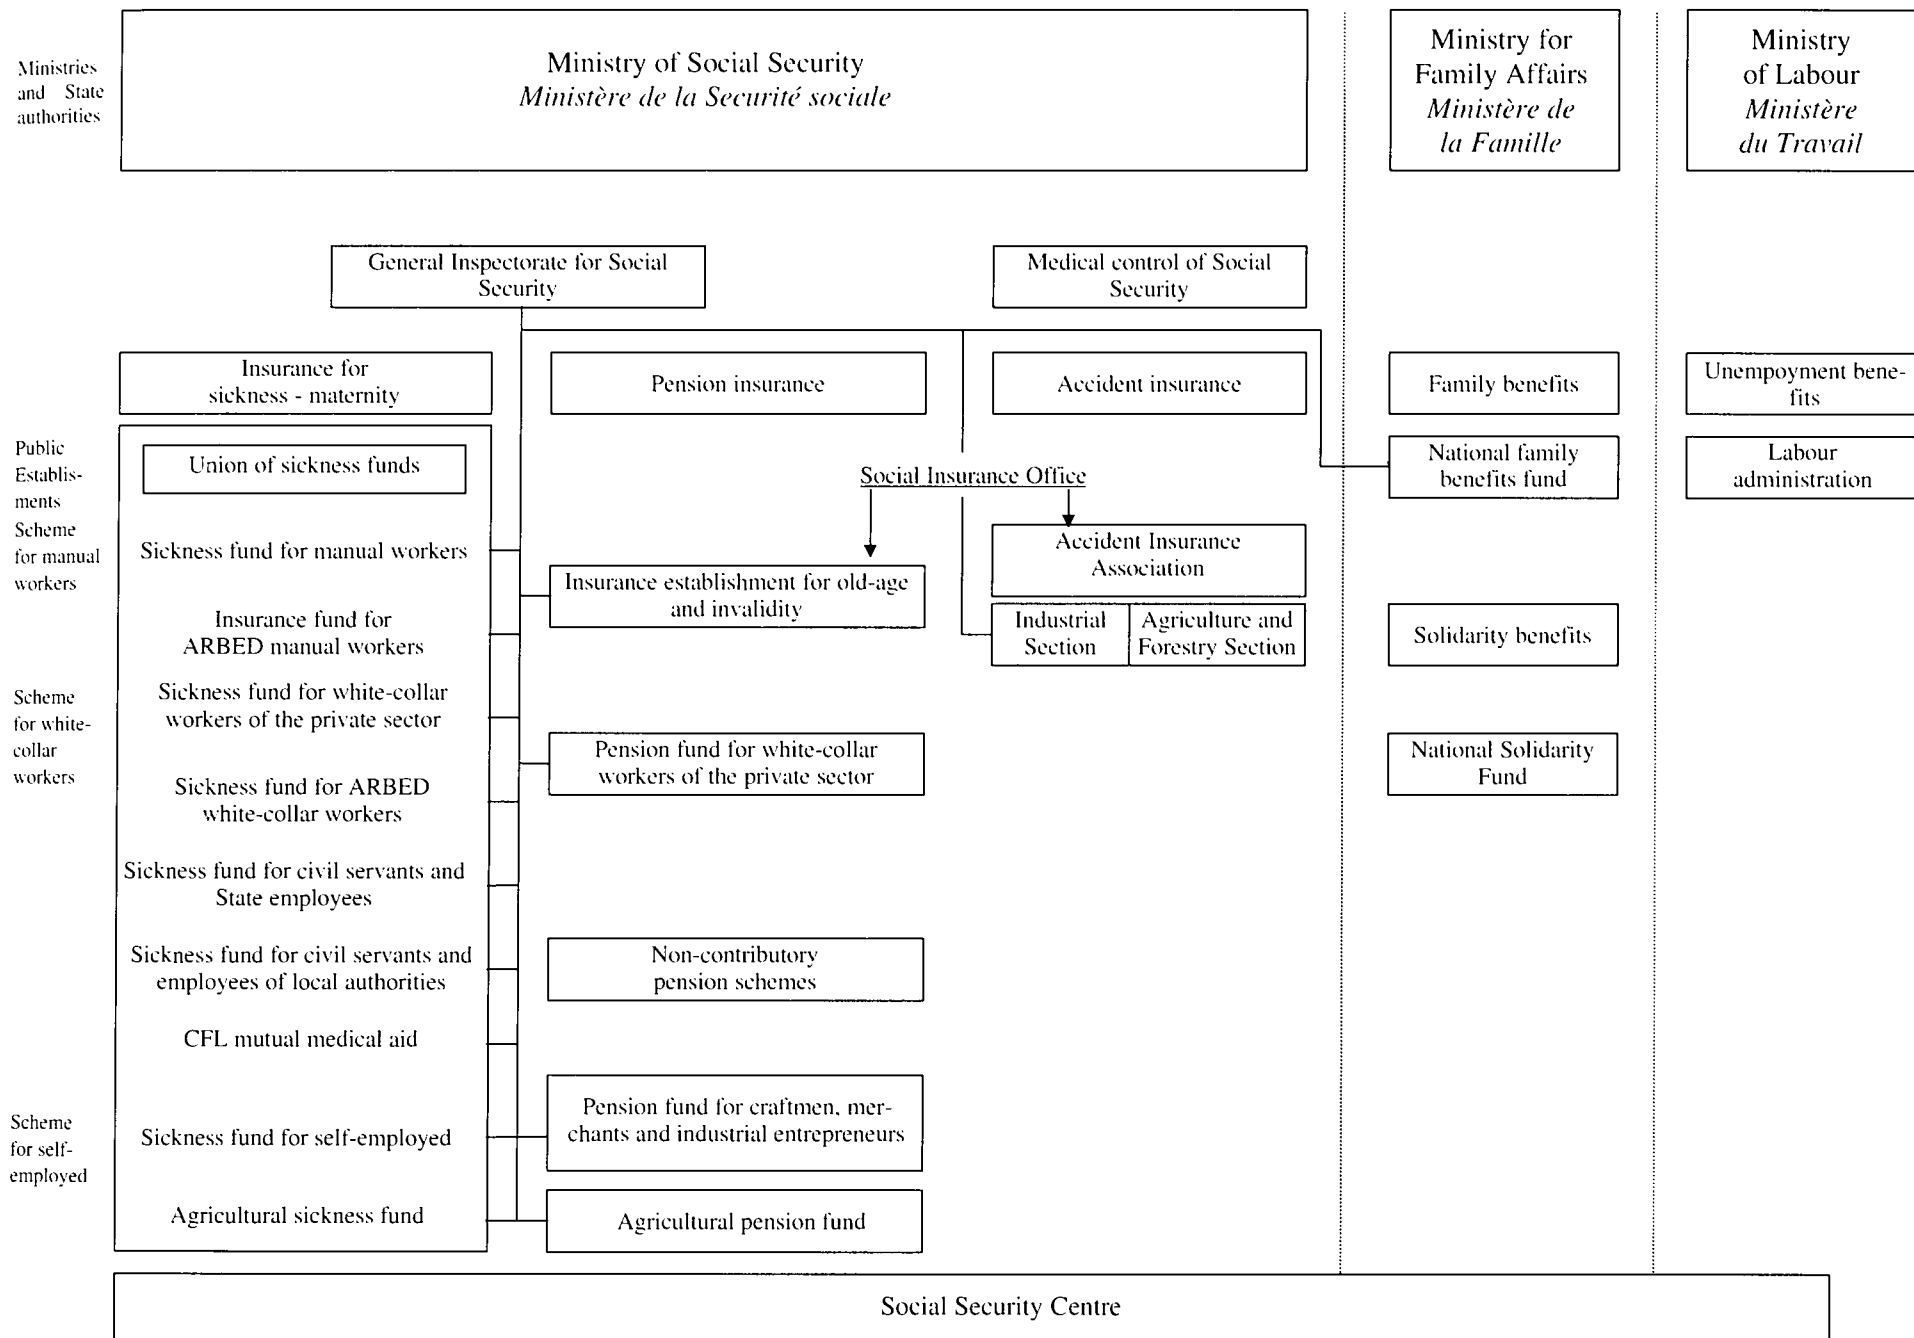 Ministries
and State
authorities
Ministry of Social Security
Ministère de la Securité sociale
Ministry for
Family Affairs
Ministère de
la Famille
Ministry
of Labour
Ministère
du Travail
General Inspectorate for Social
Security
Medical control of Social
Security
Insurance for
sickness - maternity
Pension insurance
Accident insurance
Family benefits
Unempoyment bene-
fits
Public
Establis-
ments
Union of sickness funds
Social Insurance Office
National family
benefits fund
Labour
administration
Scheme
for manual
workers
Sickness fund for manual workers
Insurance establishment for old-age
and invalidity
Accident Insurance
Association
Insurance fund for
ARBED manual workers
Industrial
Section
Agriculture and
Forestry Section
Solidarity benefits
Scheme
for white-
collar
workers
Sickness fund for white-collar
workers of the private sector
Pension fund for white-collar
workers of the private sector
National Solidarity
Fund
Sickness fund for ARBED
white-collar workers
Sickness fund for civil servants and
State employees
Sickness fund for civil servants and
employees of local authorities
Non-contributory
pension schemes
CFL mutual medical aid
Scheme
for self-
employed
Sickness fund for self-employed
Pension fund for craftmen, mer-
chants and industrial entrepreneurs
Agricultural sickness fund
Agricultural pension fund
Social Security Centre